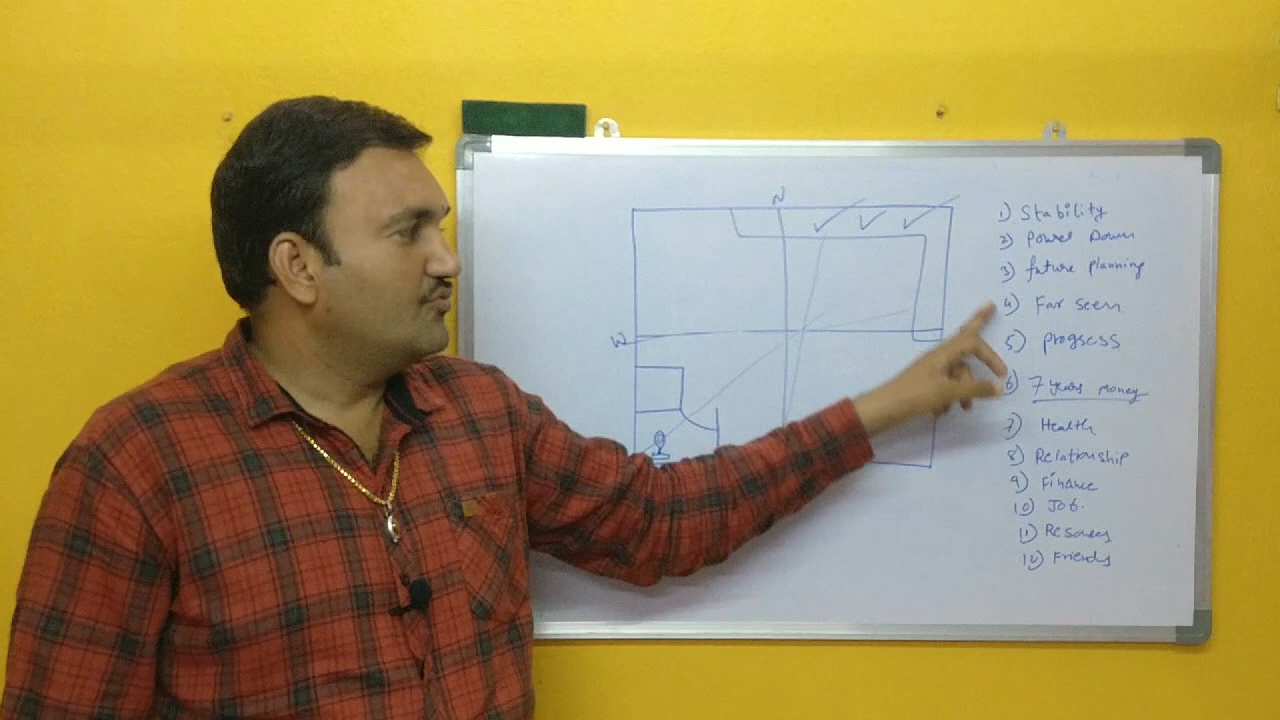 N
W
1) Stability
2) Power Down
3) future planning
4) Far seen
5) progress
6) 7 years money
7) Health
8) Relationship
9) Finance
10) Job.
11)
12) Friends